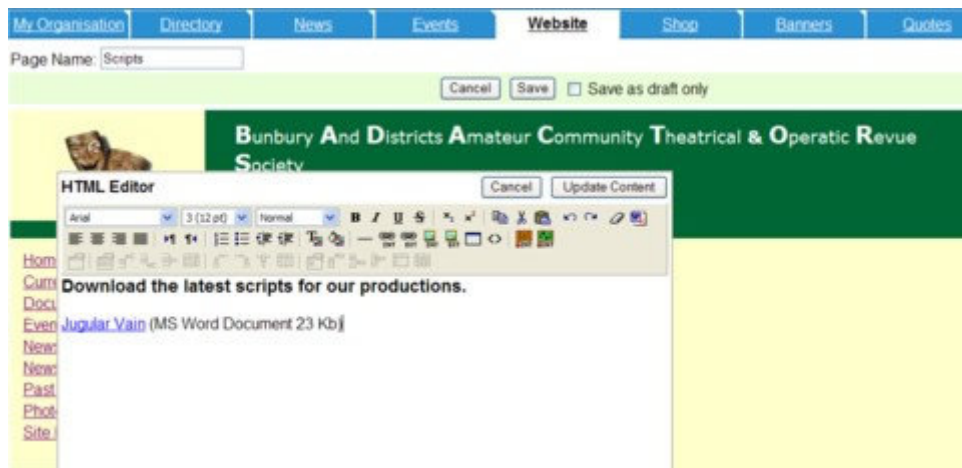 My Organisation Directory News Events Website Shop Banners Quotes
Page Name: Scripts
Cancel Save Save as draft only
Bunbury And Districts Amateur Community Theatrical & Operatic Revue
Society
HTML Editor Cancel Update Content
Arial 3 (12 pt) Normal B I U S
Hom
Curr
Docu
Even
News
News
Past
Phot
Site
Download the latest scripts for our productions.
Jugular Vain (MS Word Document 23 Kb)